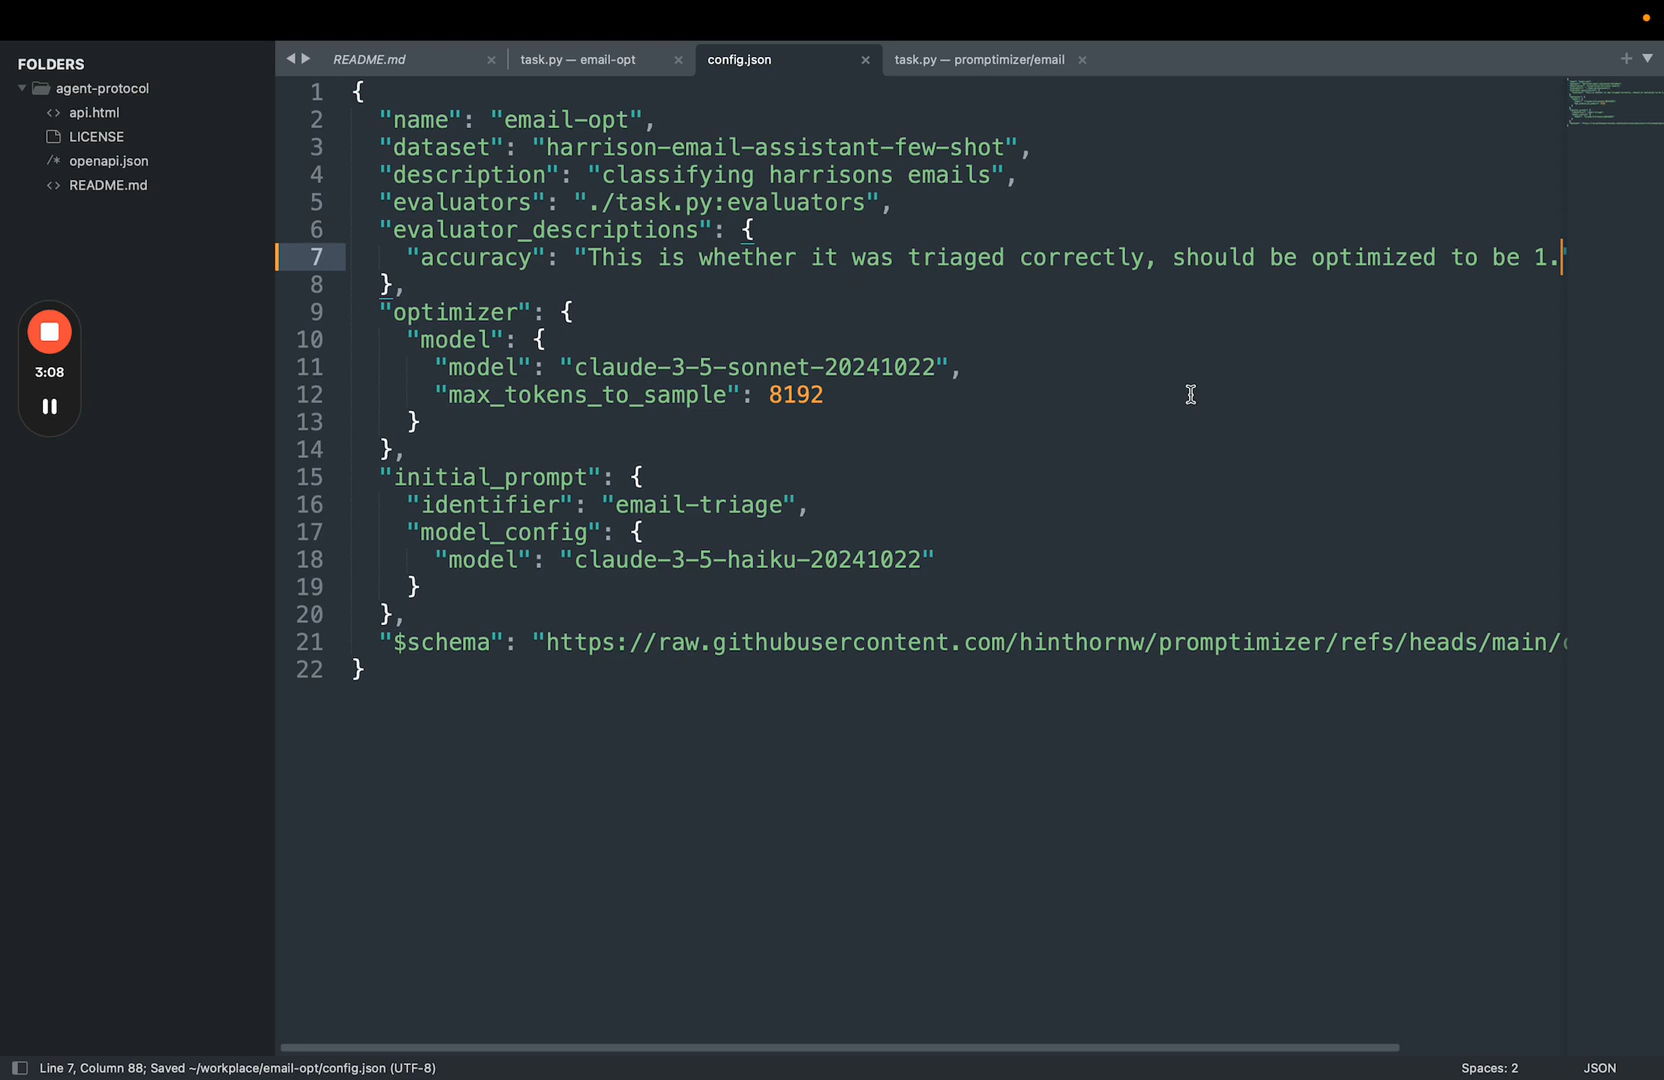 FOLDERS
agent-protocol
<> api.html
LICENSE
/* openapi.json
<> README.md
3:08
README.md
task.py — email-opt
config.json
task.py — promptimizer/email
1 {
2 "name": "email-opt",
3 "dataset": "harrison-email-assistant-few-shot",
4 "description": "classifying harrisons emails",
5 "evaluators": "./task.py:evaluators",
6 "evaluator_descriptions": {
7 "accuracy": "This is whether it was triaged correctly, should be optimized to be 1.
8 },
9 "optimizer": {
10 "model": {
11 "model": "claude-3-5-sonnet-20241022",
12 "max_tokens_to_sample": 8192
13 }
14 },
15 "initial_prompt": {
16 "identifier": "email-triage",
17 "model_config": {
18 "model": "claude-3-5-haiku-20241022"
19 }
20 },
21 "$schema": "https://raw.githubusercontent.com/hinthornw/promptimizer/refs/heads/main/
22 }
Line 7, Column 88; Saved ~/workplace/email-opt/config.json (UTF-8)
Spaces: 2
JSON